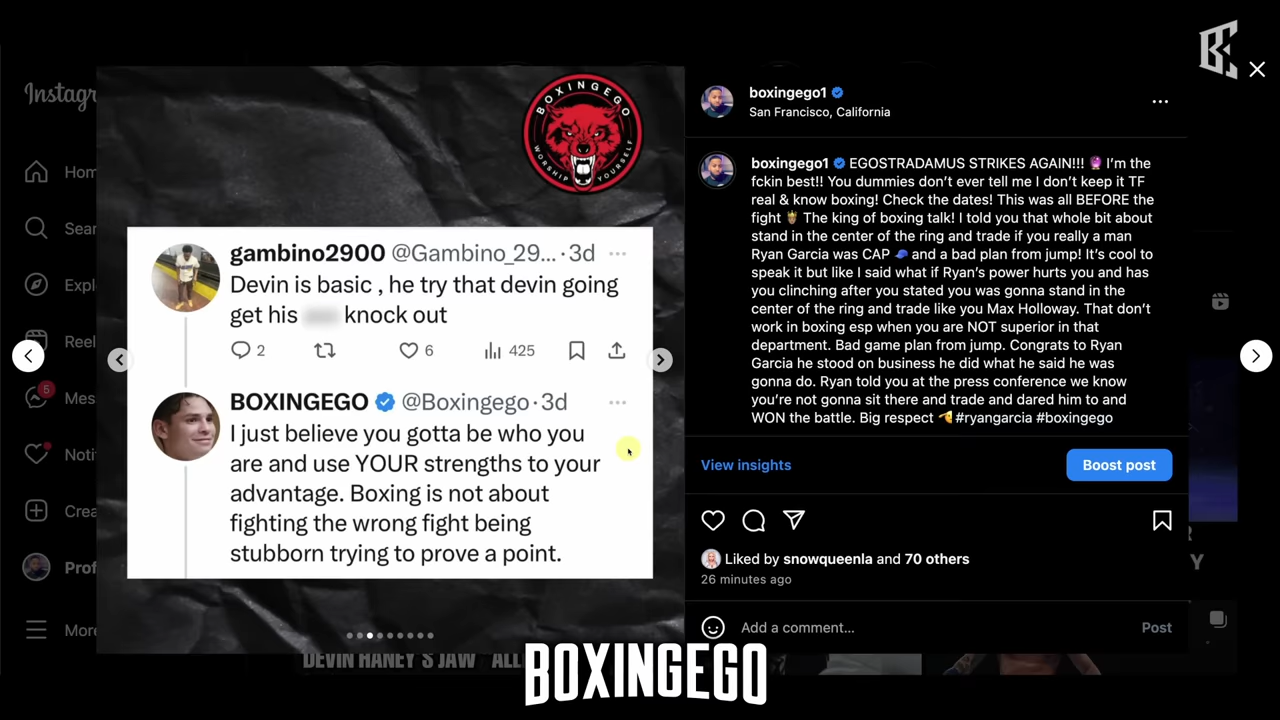 Instag
Hom
Sear
Expl
Reel
5
Mes
Noti
Crea
Prof
More
BOXINGEGO
WORSHIP YOURSELF
gambino2900 @Gambino_29... · 3d ...
Devin is basic , he try that devin going
get his knock out
2
6
425
BOXINGEGO @Boxingego · 3d ...
I just believe you gotta be who you
are and use YOUR strengths to your
advantage. Boxing is not about
fighting the wrong fight being
stubborn trying to prove a point.
DEVIN HANEY'S JAW
boxingego1
San Francisco, California
boxingego1 EGOSTRADAMUS STRIKES AGAIN!!! 🔮 I'm the
fckin best!! You dummies don't ever tell me I don't keep it TF
real & know boxing! Check the dates! This was all BEFORE the
fight 🤴 The king of boxing talk! I told you that whole bit about
stand in the center of the ring and trade if you really a man
Ryan Garcia was CAP 🧢 and a bad plan from jump! It's cool to
speak it but like I said what if Ryan's power hurts you and has
you clinching after you stated you was gonna stand in the
center of the ring and trade like you Max Holloway. That don't
work in boxing esp when you are NOT superior in that
department. Bad game plan from jump. Congrats to Ryan
Garcia he stood on business he did what he said he was
gonna do. Ryan told you at the press conference we know
you're not gonna sit there and trade and dared him to and
WON the battle. Big respect 🫡 #ryangarcia #boxingego
View insights
Boost post
Liked by snowqueenla and 70 others
26 minutes ago
Add a comment...
Post
Y
BOXINGEGO